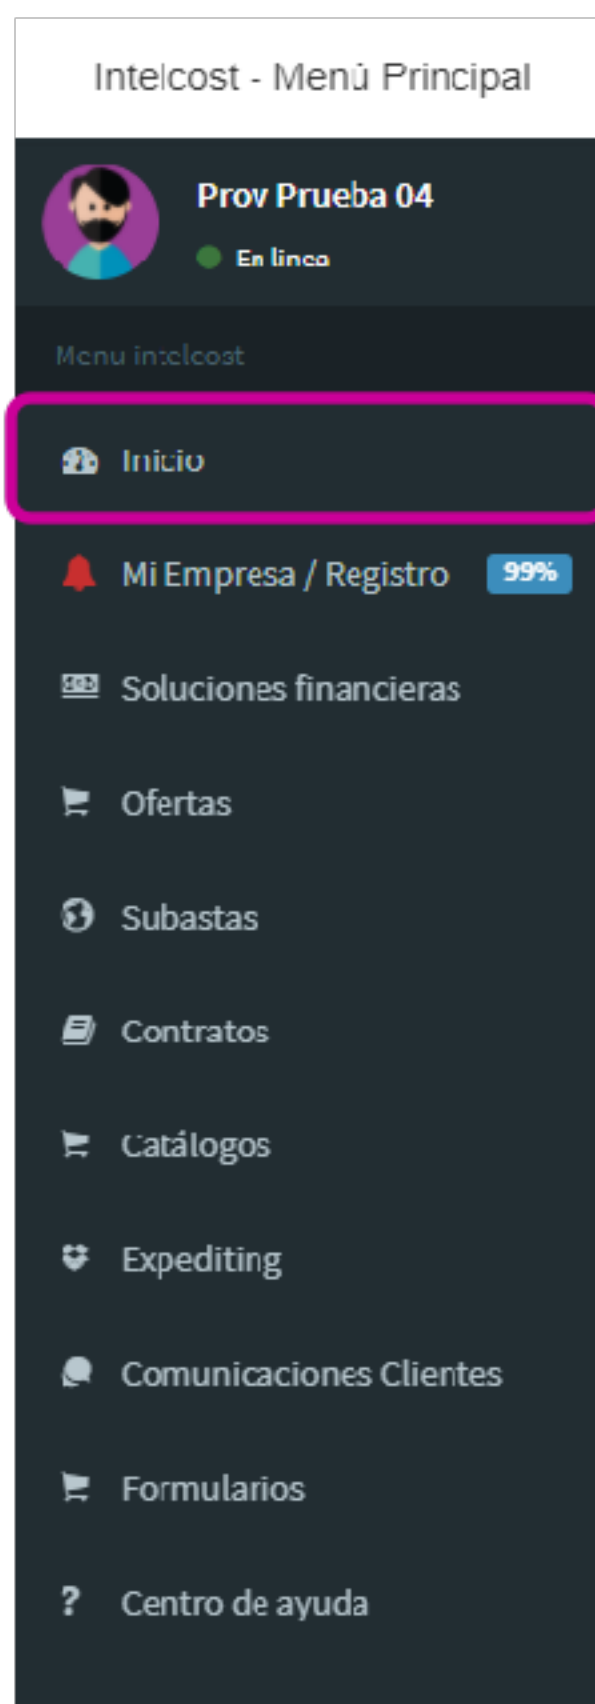 Intelcost - Menú Principal
Prov Prueba 04
En linea
Menu intelcost
Inicio
Mi Empresa / Registro 99%
Soluciones financieras
Ofertas
Subastas
Contratos
Catálogos
Expediting
Comunicaciones Clientes
Formularios
? Centro de ayuda